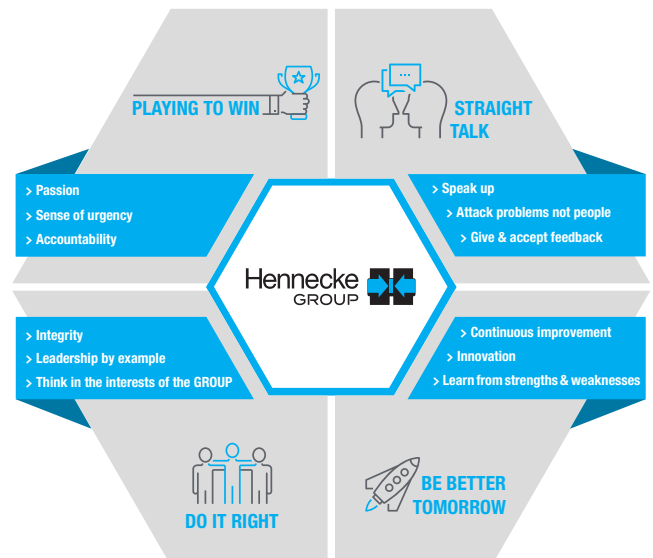 PLAYING TO WIN
> Passion
> Sense of urgency
> Accountability
STRAIGHT
TALK
> Speak up
> Attack problems not people
> Give & accept feedback
Hennecke
GROUP
> Integrity
> Leadership by example
> Think in the interests of the GROUP
DO IT RIGHT
> Continuous improvement
> Innovation
> Learn from strengths & weaknesses
BE BETTER
TOMORROW